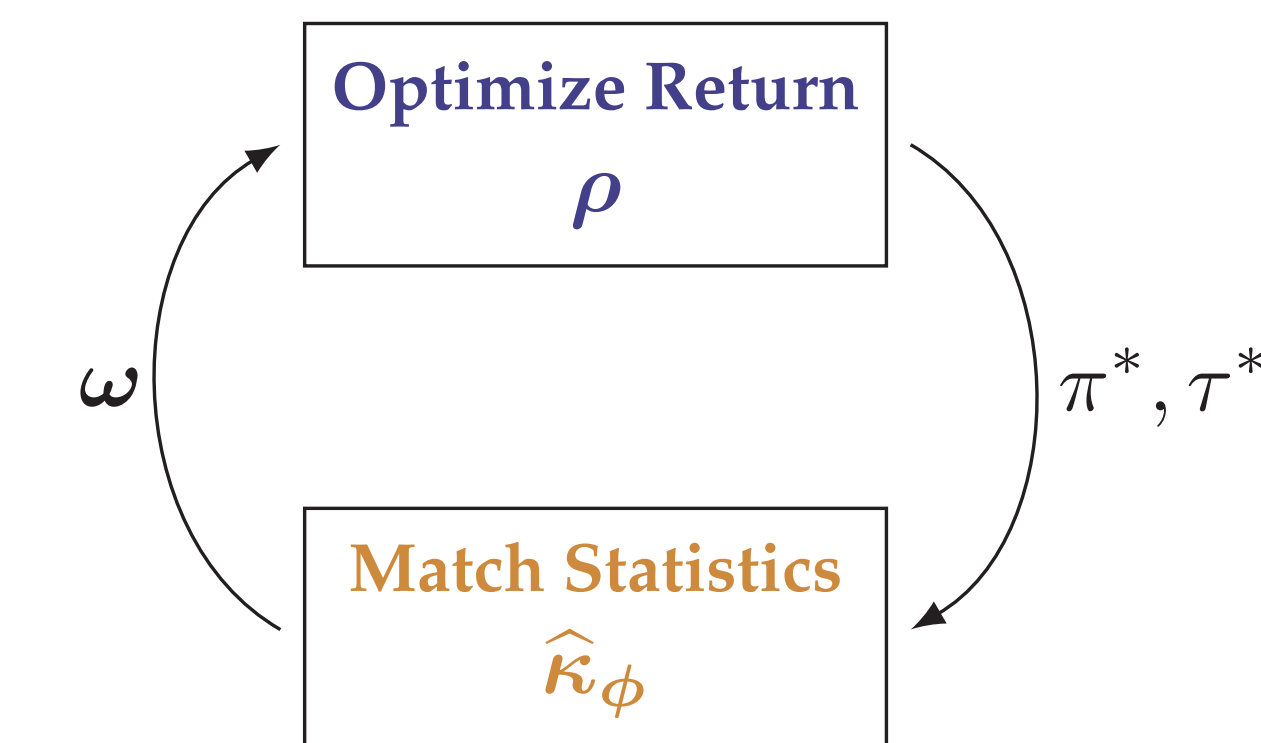 Optimize Return
ρ
ω
π*, τ*
Match Statistics
κ̂_ϕ